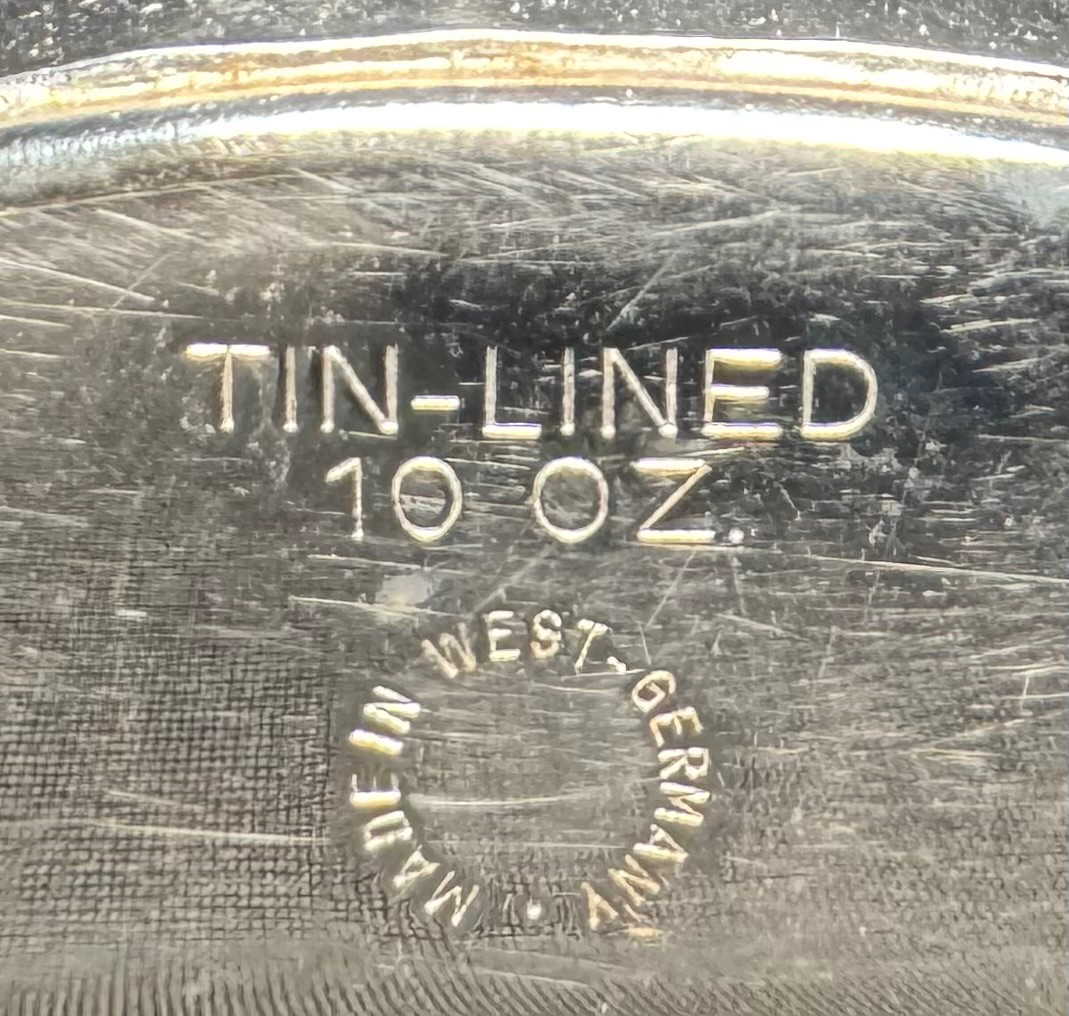 TIN-LINED
10 OZ.
MADE IN WEST. GERMANY